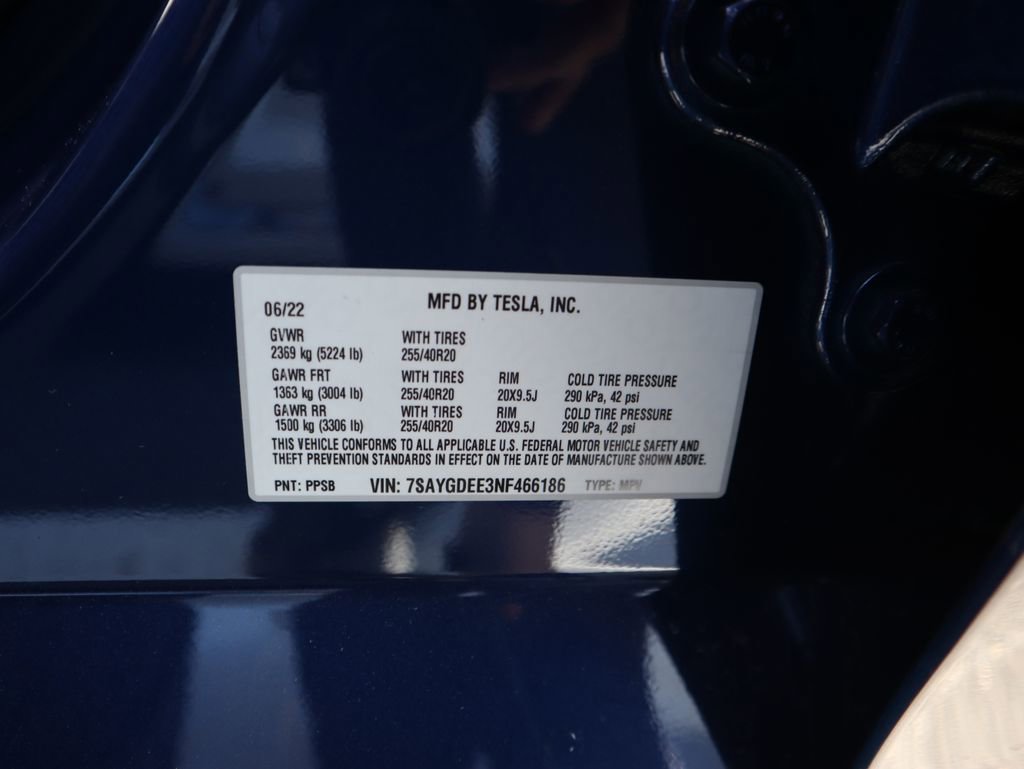 06/22 MFD BY TESLA, INC.
GVWR WITH TIRES
2369 kg (5224 lb) 255/40R20
GAWR FRT WITH TIRES RIM COLD TIRE PRESSURE
1363 kg (3004 lb) 255/40R20 20X9.5J 290 kPa, 42 psi
GAWR RR WITH TIRES RIM COLD TIRE PRESSURE
1500 kg (3306 lb) 255/40R20 20X9.5J 290 kPa, 42 psi
THIS VEHICLE CONFORMS TO ALL APPLICABLE U.S. FEDERAL MOTOR VEHICLE SAFETY AND
THEFT PREVENTION STANDARDS IN EFFECT ON THE DATE OF MANUFACTURE SHOWN ABOVE.
PNT: PPSB VIN: 7SAYGDEE3NF466186 TYPE: MPV